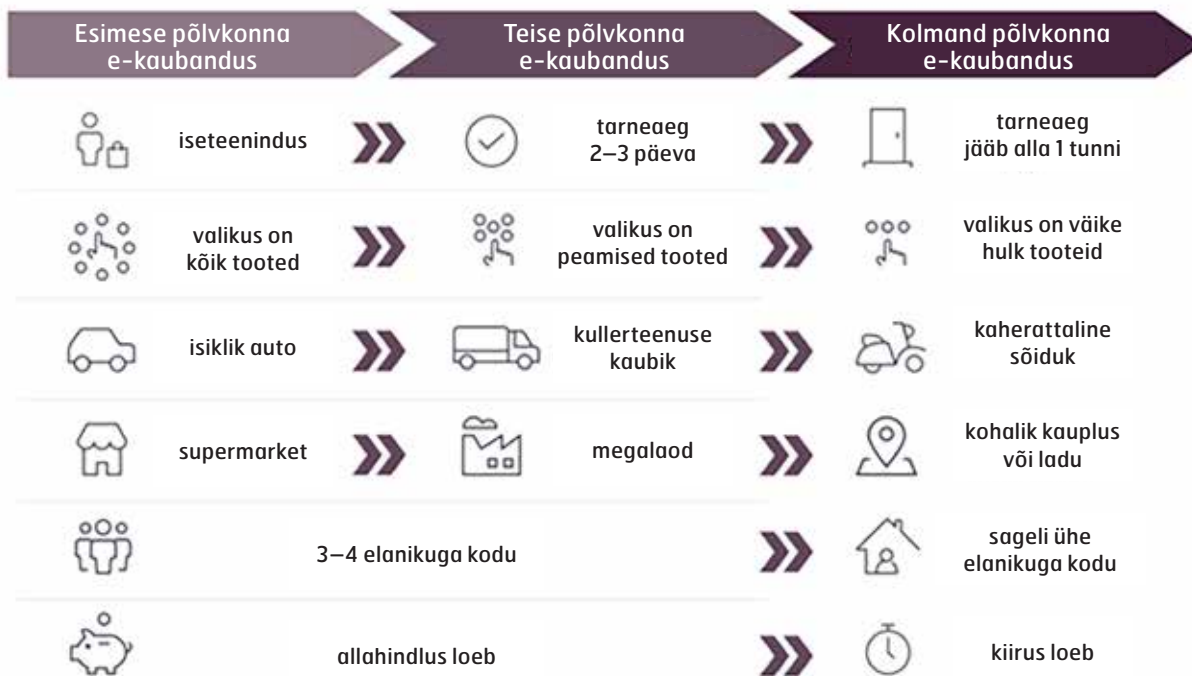 Esimese põlvkonna
e-kaubandus
Teise põlvkonna
e-kaubandus
Kolmand põlvkonna
e-kaubandus
iseteenindus
tarneaeg
2–3 päeva
tarneaeg
jääb alla 1 tunni
valikus on
kõik tooted
valikus on
peamised tooted
valikus on väike
hulk tooteid
isiklik auto
kullerteenuse
kaubik
kaherattaline
sõiduk
supermarket
megalaod
kohalik kauplus
või ladu
3–4 elanikuga kodu
sageli ühe
elanikuga kodu
allahindlus loeb
kiirus loeb